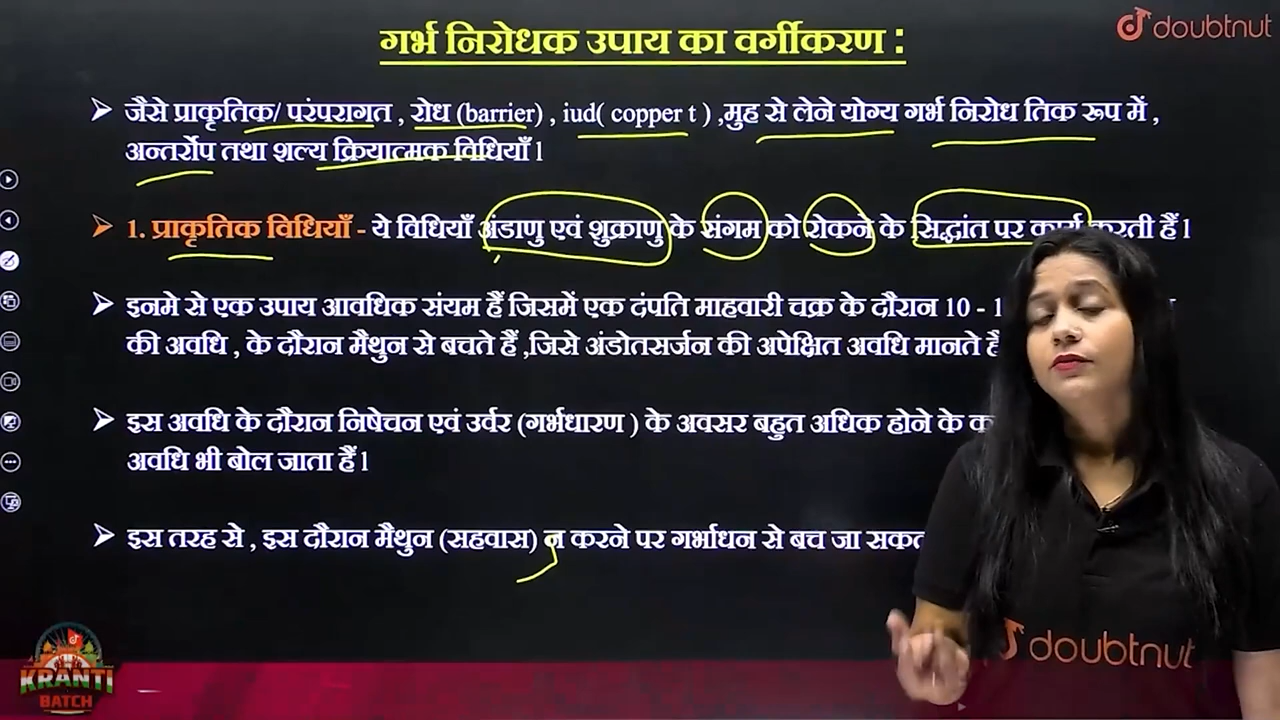 गर्भ निरोधक उपाय का वर्गीकरण :
doubtnut
जैसे प्राकृतिक/ परंपरागत , रोध (barrier) , iud( copper t ) ,मुह से लेने योग्य गर्भ निरोध तिक रूप में ,
अन्तर्रोप तथा शल्य क्रियात्मक विधियाँ l
1. प्राकृतिक विधियाँ - ये विधियाँ अंडाणु एवं शुक्राणु के संगम को रोकने के सिद्धांत पर कार्य करती हैं l
इनमे से एक उपाय आवधिक संयम हैं जिसमें एक दंपति माहवारी चक्र के दौरान 10 -
की अवधि , के दौरान मैथुन से बचते हैं ,जिसे अंडोतसर्जन की अपेक्षित अवधि मानते हैं
इस अवधि के दौरान निषेचन एवं उर्वर (गर्भधारण ) के अवसर बहुत अधिक होने के
अवधि भी बोल जाता हैं l
इस तरह से , इस दौरान मैथुन (सहवास) न करने पर गर्भाधन से बच जा
doubtnut
KRANTI
BATCH